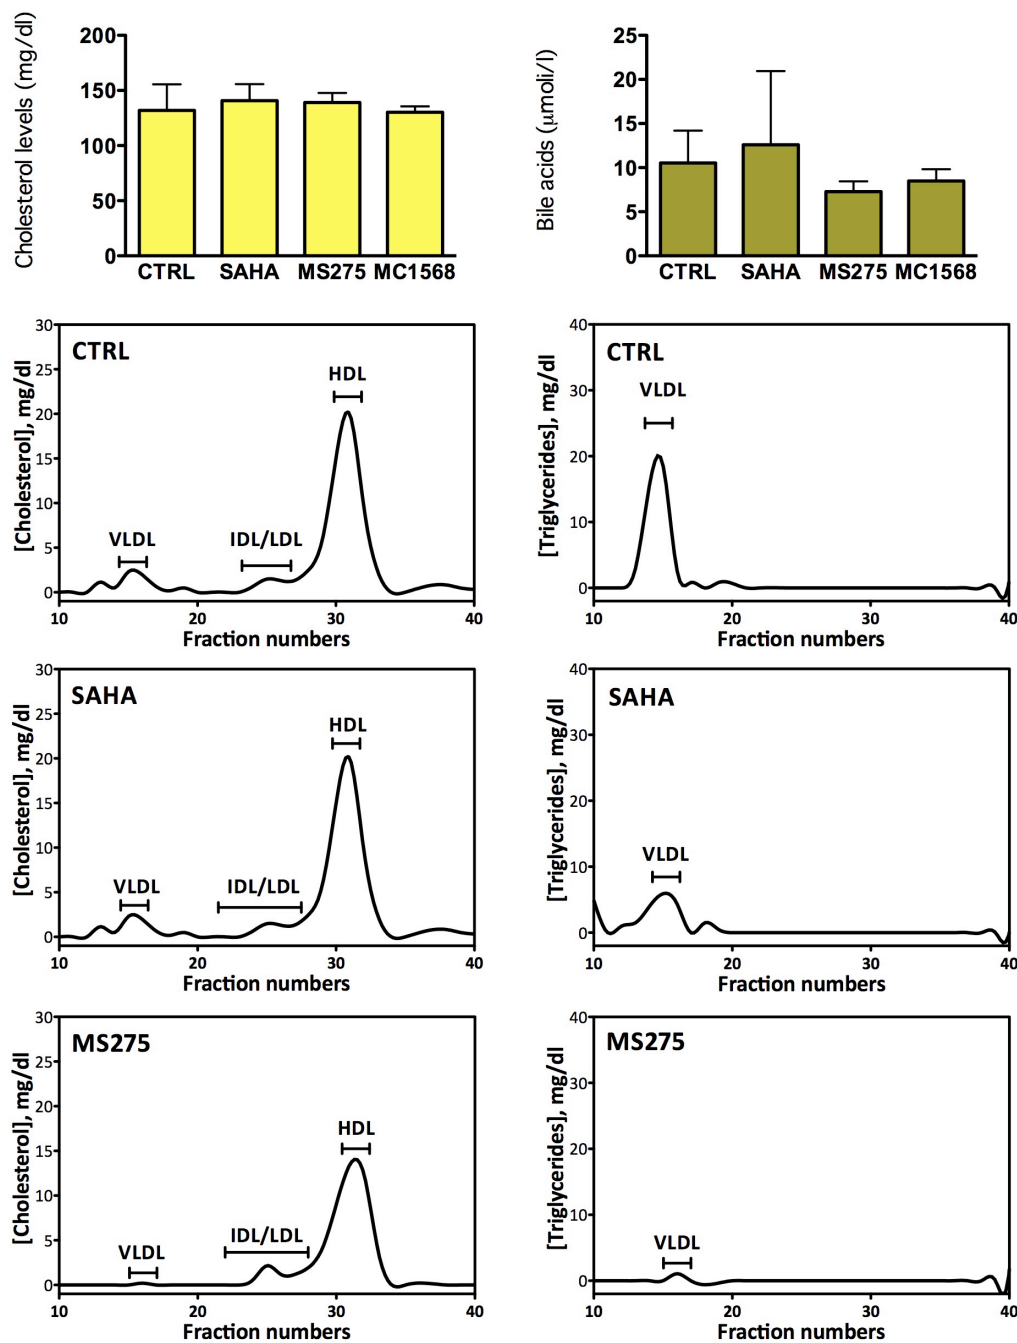 Cholesterol levels (mg/dl)
200
150
100
50
0
CTRL SAHA MS275 MC1568
Bile acids (µmoli/l)
25
20
15
10
5
0
CTRL SAHA MS275 MC1568
CTRL
[Cholesterol], mg/dl
30
25
20
15
10
5
0
VLDL
IDL/LDL
HDL
10 20 30 40
Fraction numbers
CTRL
[Triglycerides], mg/dl
40
30
20
10
0
VLDL
10 20 30 40
Fraction numbers
SAHA
[Cholesterol], mg/dl
30
25
20
15
10
5
0
VLDL
IDL/LDL
HDL
10 20 30 40
Fraction numbers
SAHA
[Triglycerides], mg/dl
40
30
20
10
0
VLDL
10 20 30 40
Fraction numbers
MS275
[Cholesterol], mg/dl
30
25
20
15
10
5
0
VLDL
IDL/LDL
HDL
10 20 30 40
Fraction numbers
MS275
[Triglycerides], mg/dl
40
30
20
10
0
VLDL
10 20 30 40
Fraction numbers